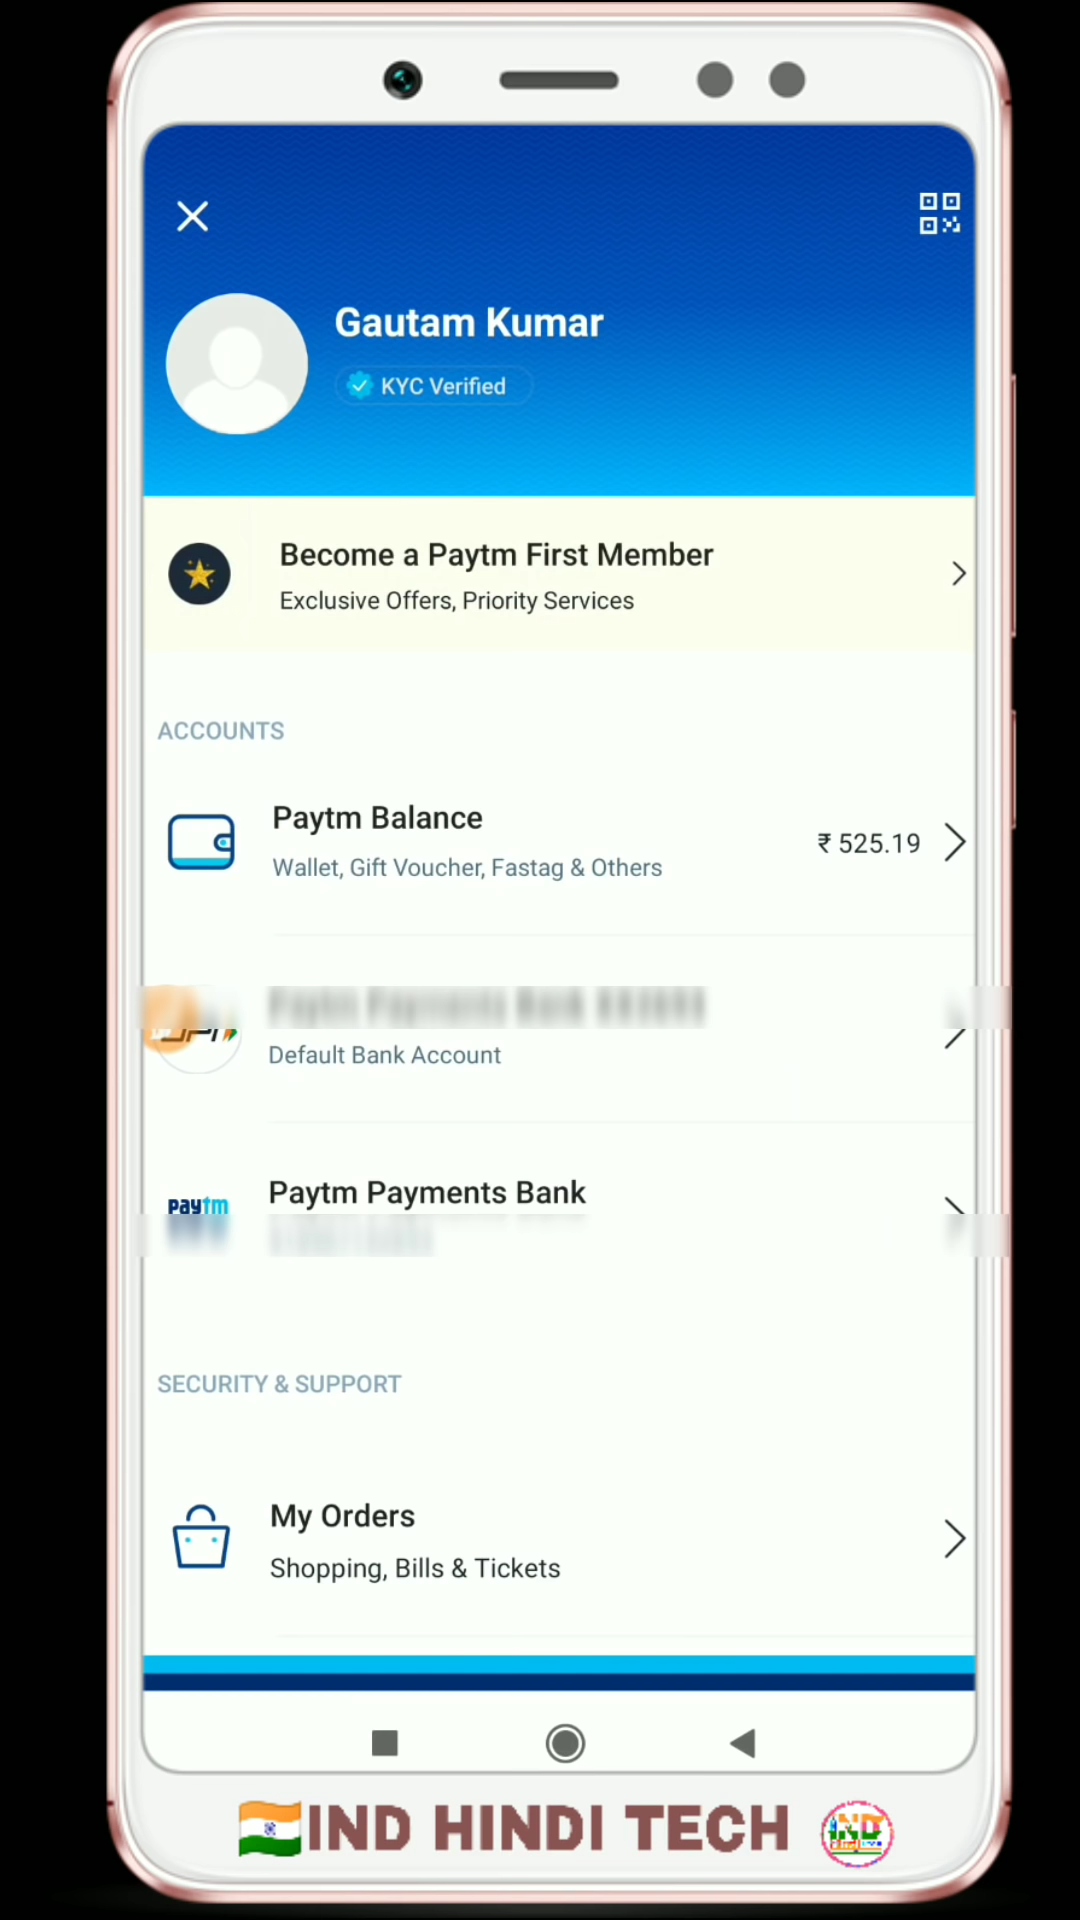 Gautam Kumar
KYC Verified
Become a Paytm First Member
Exclusive Offers, Priority Services
ACCOUNTS
Paytm Balance
₹ 525.19
Wallet, Gift Voucher, Fastag & Others
Default Bank Account
Paytm Payments Bank
paytm
SECURITY & SUPPORT
My Orders
Shopping, Bills & Tickets
IND HINDI TECH
IND